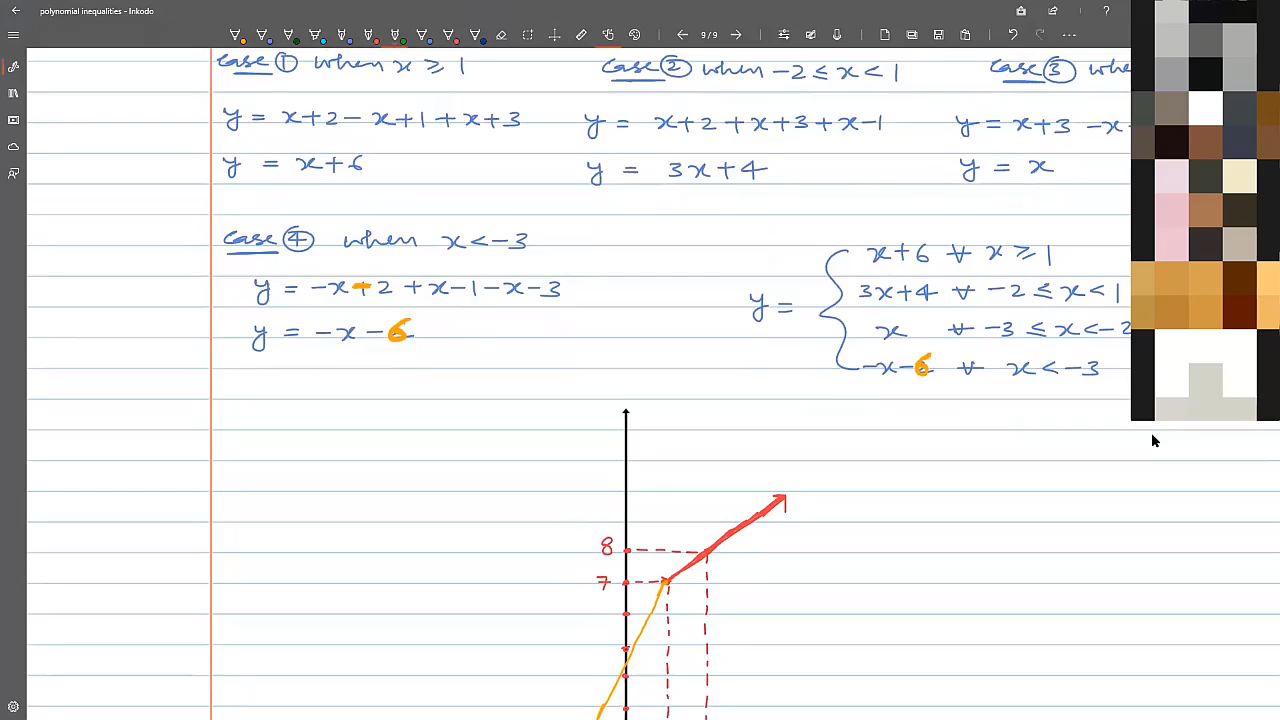 polynomial inequalities - Inkodo
9/9
case ① when x ≥ 1
y = x+2-x+1+x+3
y = x+6
case ② when -2 ≤ x < 1
y = x+2+x+3+x-1
y = 3x+4
case ③
y = x+3-x-
y = x
case ④ when x < -3
y = -x-2+x-1-x-3
y = -x-6
y = {
x+6 ∀ x ≥ 1
3x+4 ∀ -2 ≤ x < 1
x ∀ -3 ≤ x < -2
-x-6 ∀ x < -3
8
7